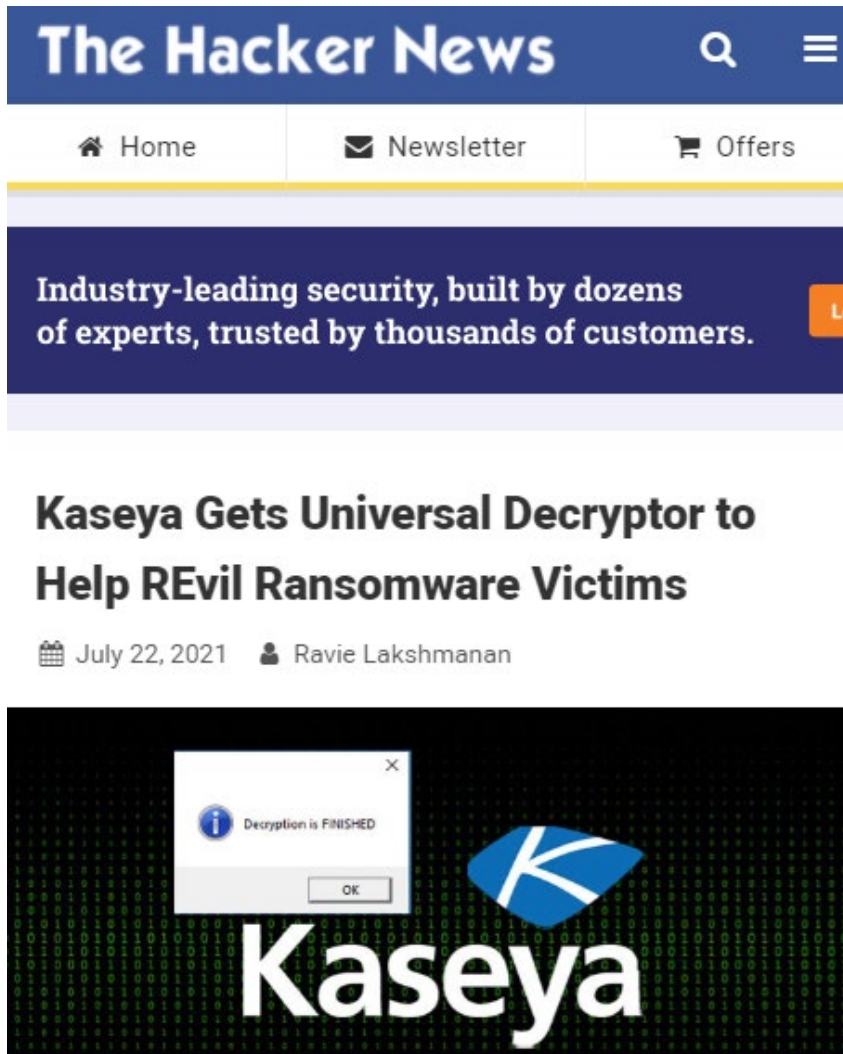 The Hacker News
Home
Newsletter
Offers
Industry-leading security, built by dozens
of experts, trusted by thousands of customers.
Kaseya Gets Universal Decryptor to
Help REvil Ransomware Victims
July 22, 2021
Ravie Lakshmanan
Decryption is FINISHED
OK
Kaseya